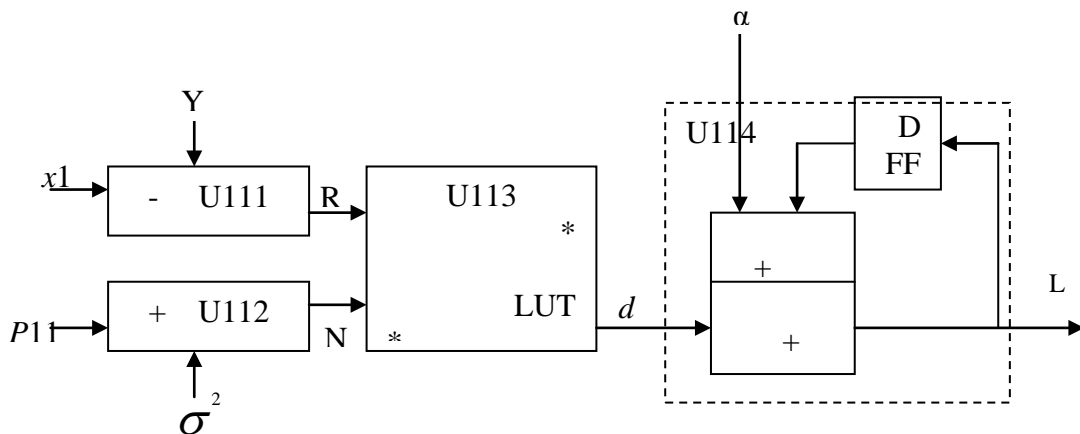 α
Y
D
FF
U114
x1
- U111
R
U113
*
+
L
P11
+ U112
N
LUT
*
d
+
σ²